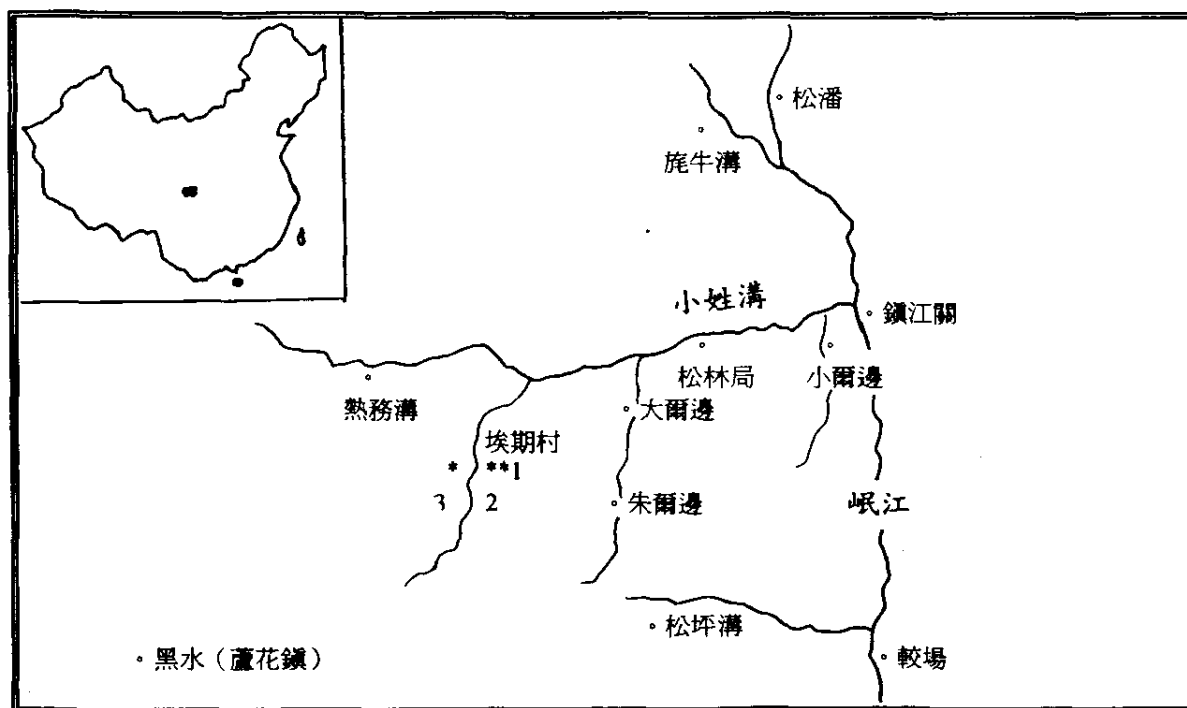 松潘
旄牛溝
小姓溝
鎮江關
松林局
小爾邊
熱務溝
大爾邊
埃期村
* **1
3 2
朱爾邊
岷江
松坪溝
黑水（蘆花鎮）
較場